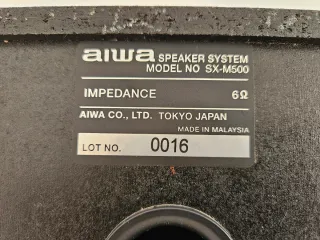 aiwa SPEAKER SYSTEM
MODEL NO SX-M500
IMPEDANCE 6Ω
AIWA CO., LTD. TOKYO JAPAN
MADE IN MALAYSIA
LOT NO. 0016